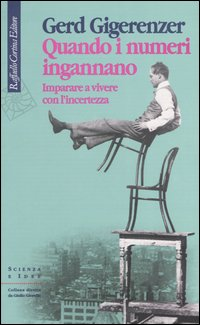 Raffaello Cortina Editore
Gerd Gigerenzer
Quando i numeri
ingannano
Imparare a vivere
con l'incertezza
SCIENZA
E IDEE
Collana diretta
da Giulio Giorello